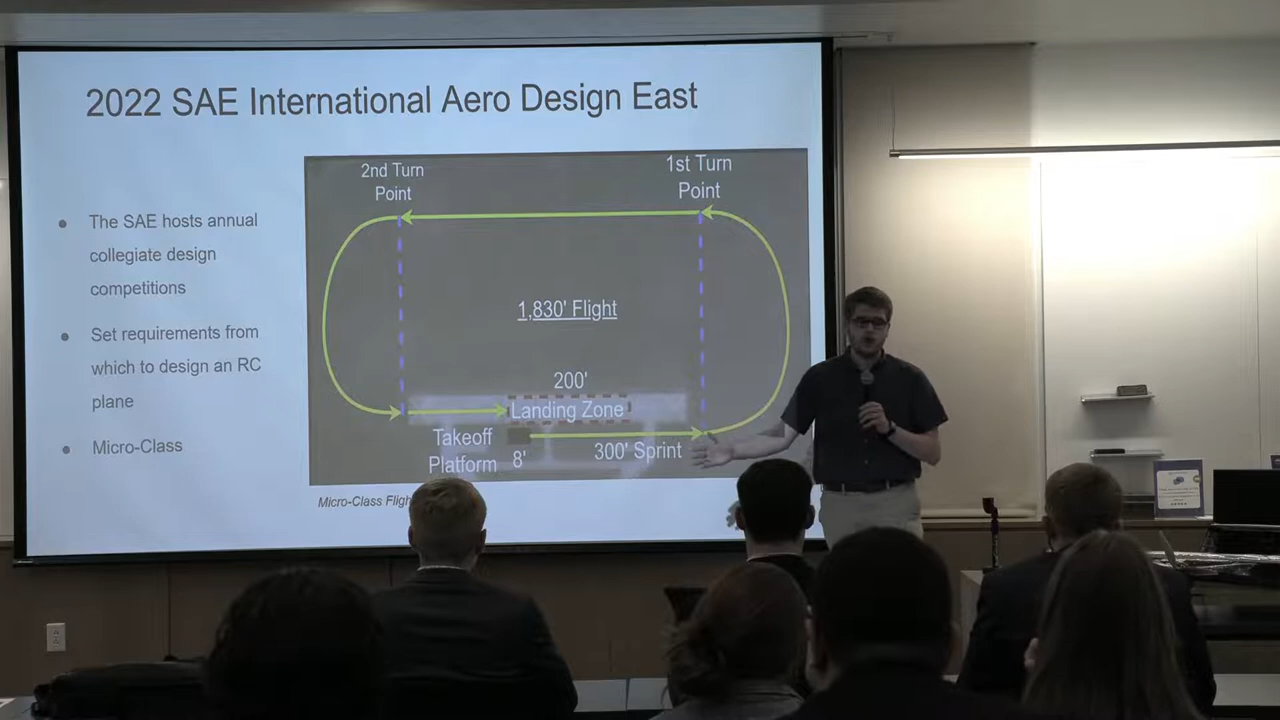 2022 SAE International Aero Design East
The SAE hosts annual
collegiate design
competitions
Set requirements from
which to design an RC
plane
Micro-Class
2nd Turn
Point
1st Turn
Point
1,830' Flight
200'
Landing Zone
Takeoff
Platform
8'
300' Sprint
Micro-Class